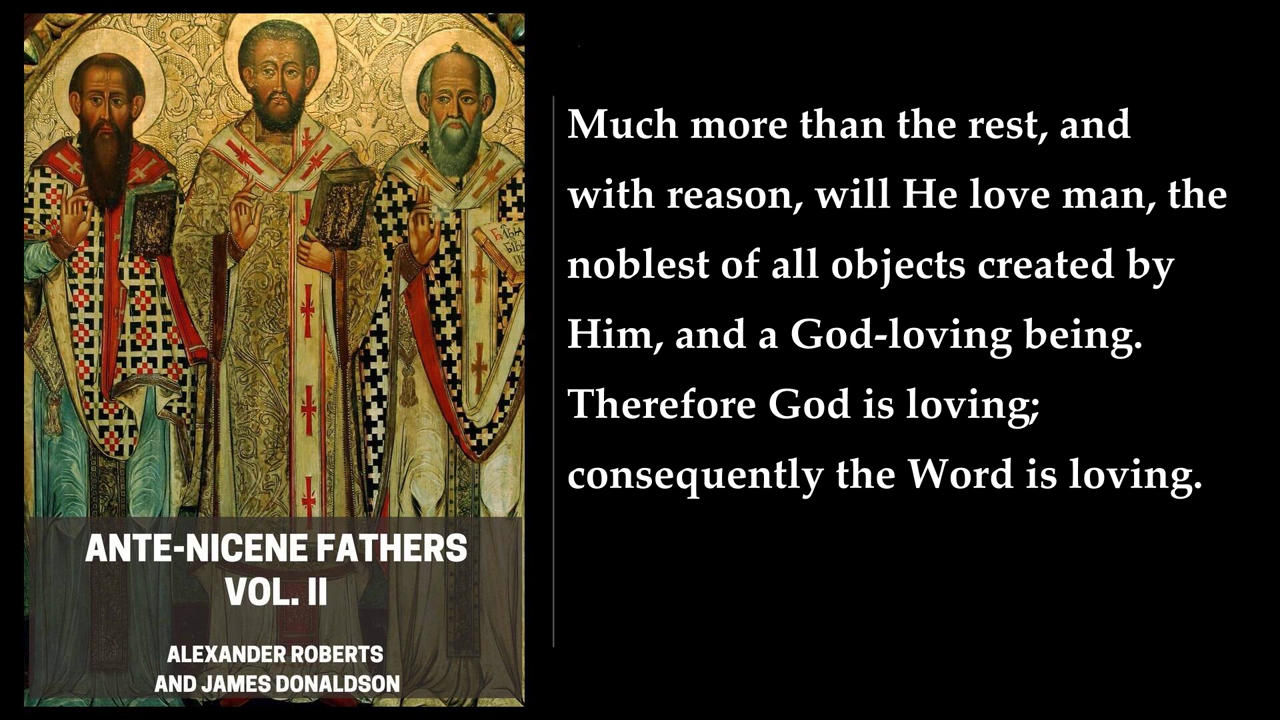 ANTE-NICENE FATHERS
VOL. II
ALEXANDER ROBERTS
AND JAMES DONALDSON
Much more than the rest, and
with reason, will He love man, the
noblest of all objects created by
Him, and a God-loving being.
Therefore God is loving;
consequently the Word is loving.